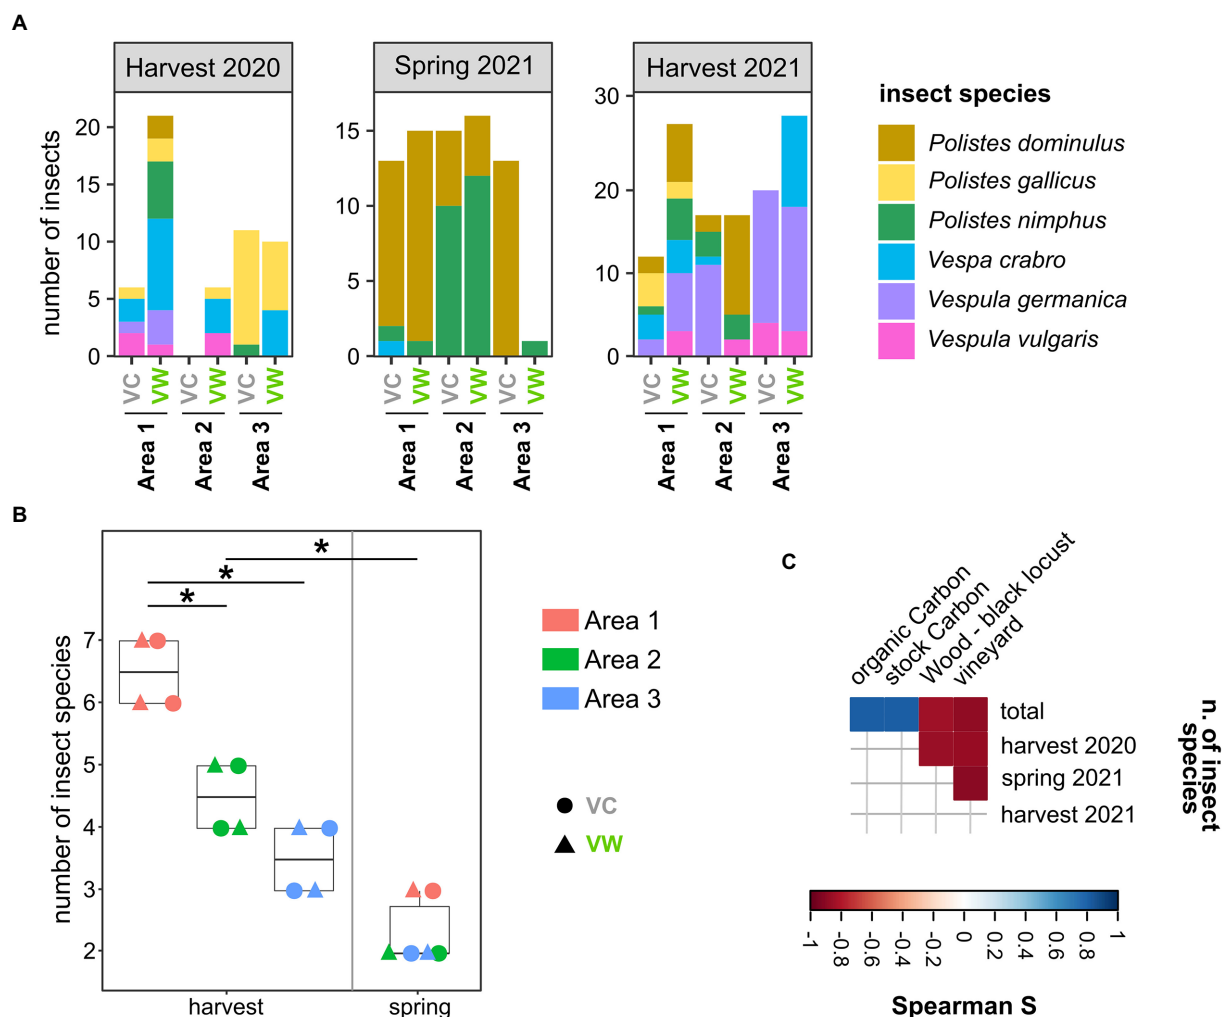 A
Harvest 2020
Spring 2021
Harvest 2021
number of insects
20
15
10
5
0
15
10
5
0
30
20
10
0
VC
VW
VC
VW
VC
VW
Area 1
Area 2
Area 3
VC
VW
VC
VW
VC
VW
Area 1
Area 2
Area 3
VC
VW
VC
VW
VC
VW
Area 1
Area 2
Area 3
insect species
Polistes dominulus
Polistes gallicus
Polistes nimphus
Vespa crabro
Vespula germanica
Vespula vulgaris
B
number of insect species
7
6
5
4
3
2
*
*
*
harvest
spring
Area 1
Area 2
Area 3
VC
VW
C
organic Carbon
stock Carbon
Wood - black locust
vineyard
total
harvest 2020
spring 2021
harvest 2021
n. of insect
species
-1
-0.8
-0.6
-0.4
-0.2
0
0.2
0.4
0.6
0.8
1
Spearman S